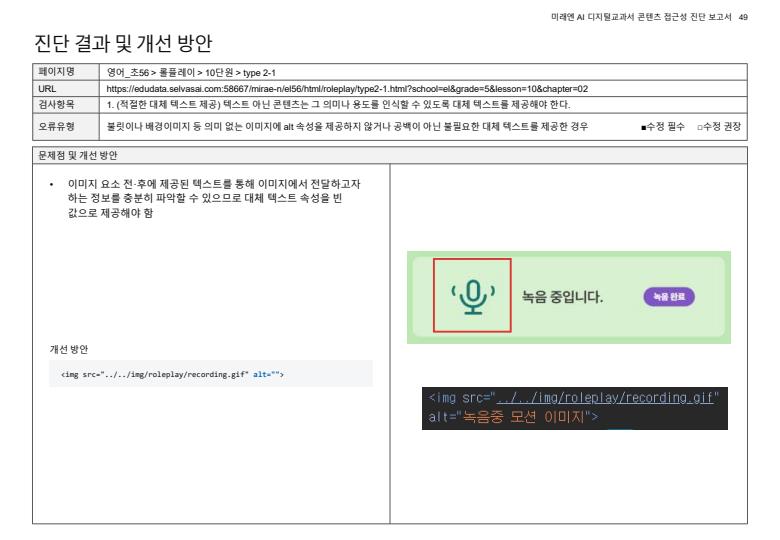 미래엔 AI 디지털교과서 콘텐츠 접근성 진단 보고서 49
진단 결과 및 개선 방안
페이지명 영어_초56 > 롤플레이 > 10단원 > type 2-1
URL https://edudata.selvasai.com:58667/mirae-n/el56/html/roleplay/type2-1.html?school=el&grade=5&lesson=10&chapter=02
검사항목 1. (적절한 대체 텍스트 제공) 텍스트 아닌 콘텐츠는 그 의미나 용도를 인식할 수 있도록 대체 텍스트를 제공해야 한다.
오류유형 불릿이나 배경이미지 등 의미 없는 이미지에 alt 속성을 제공하지 않거나 공백이 아닌 불필요한 대체 텍스트를 제공한 경우 ■수정 필수 □수정 권장
문제점 및 개선 방안
• 이미지 요소 전·후에 제공된 텍스트를 통해 이미지에서 전달하고자
하는 정보를 충분히 파악할 수 있으므로 대체 텍스트 속성을 빈
값으로 제공해야 함
개선 방안
<img src="../../img/roleplay/recording.gif" alt="">
녹음 중입니다. 녹음 완료
<img src="../../img/roleplay/recording.gif"
alt="녹음중 모션 이미지">